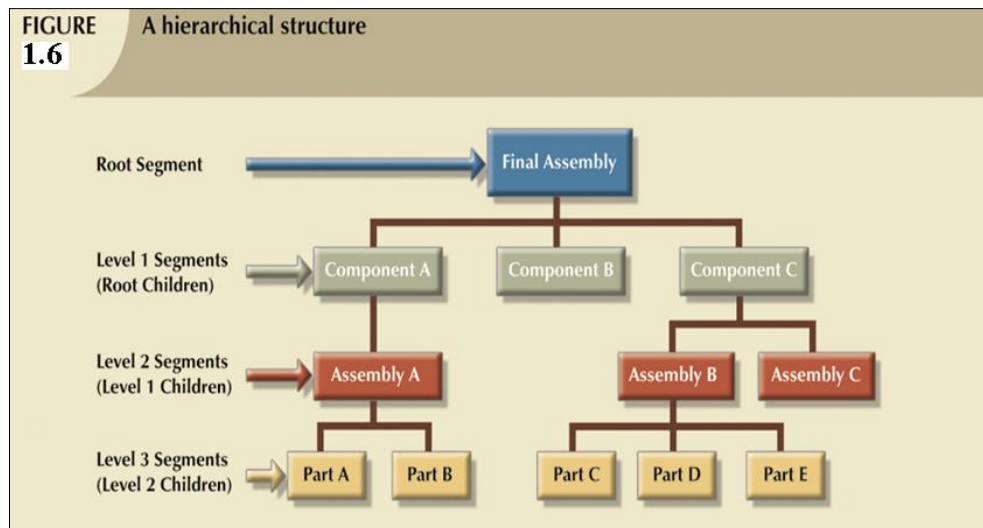 FIGURE
1.6
A hierarchical structure
Root Segment
Final Assembly
Level 1 Segments
(Root Children)
Component A
Component B
Component C
Level 2 Segments
(Level 1 Children)
Assembly A
Assembly B
Assembly C
Level 3 Segments
(Level 2 Children)
Part A
Part B
Part C
Part D
Part E